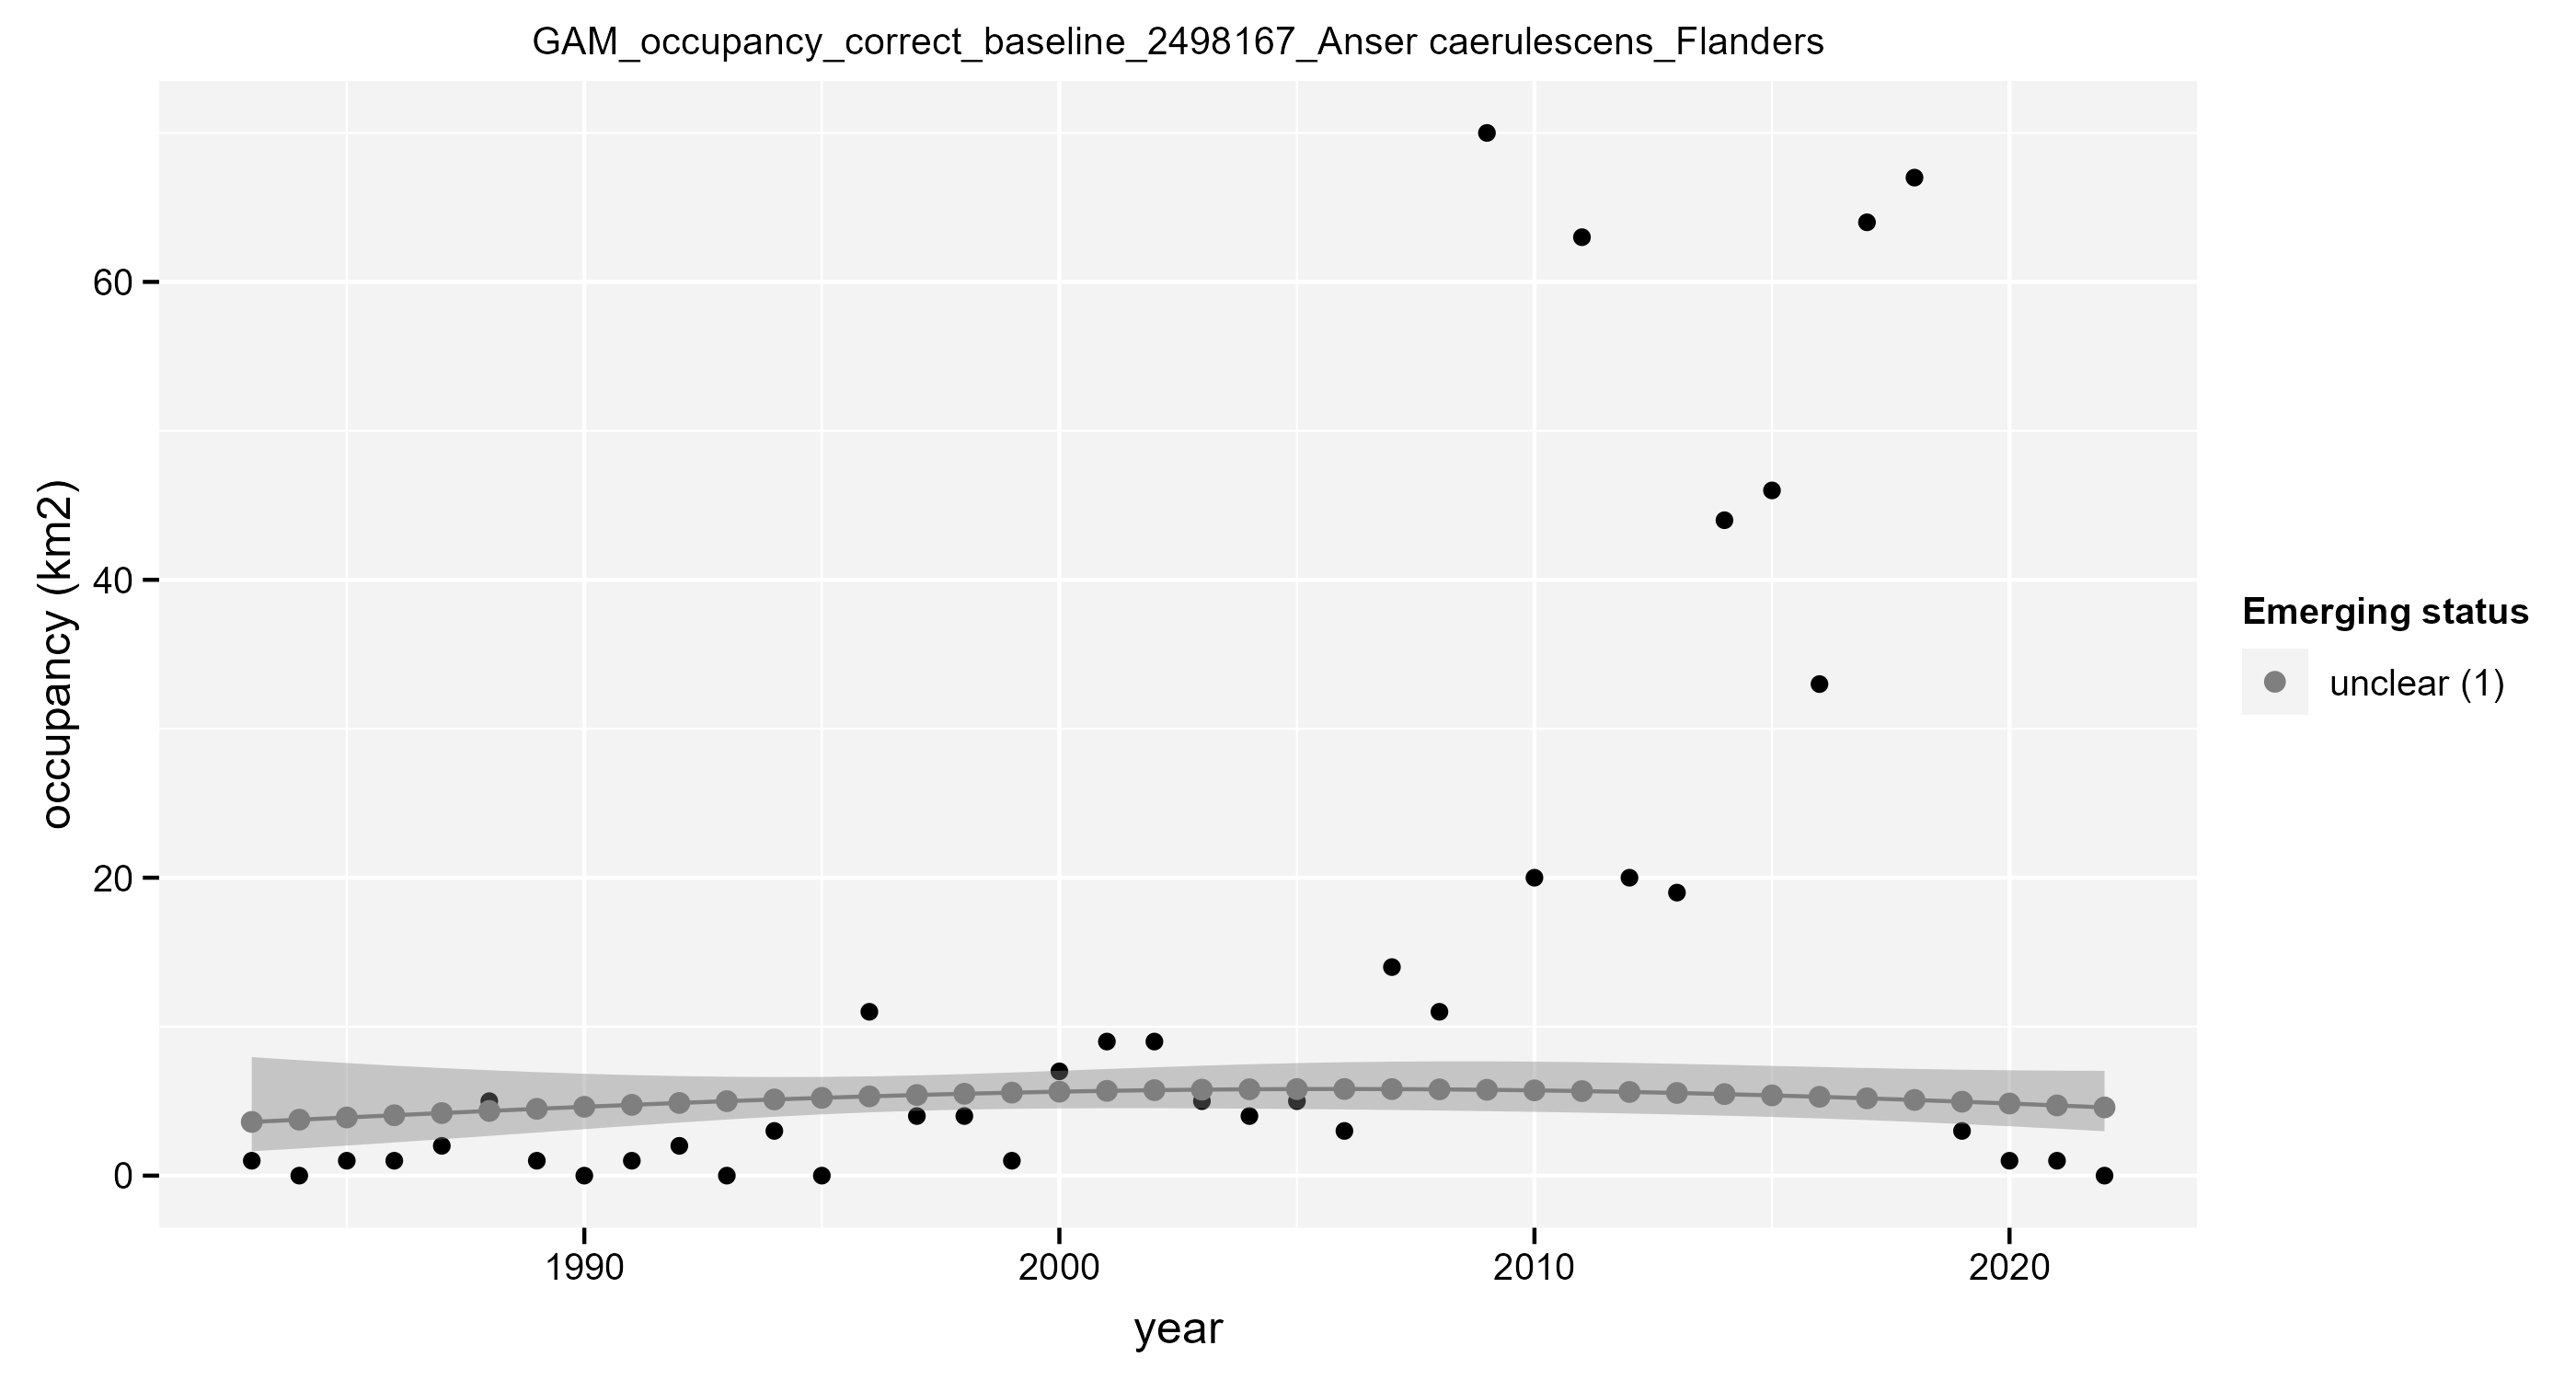 GAM_occupancy_correct_baseline_2498167_Anser caerulescens_Flanders
occupancy (km2)
60
40
20
0
1990
2000
2010
2020
year
Emerging status
unclear (1)